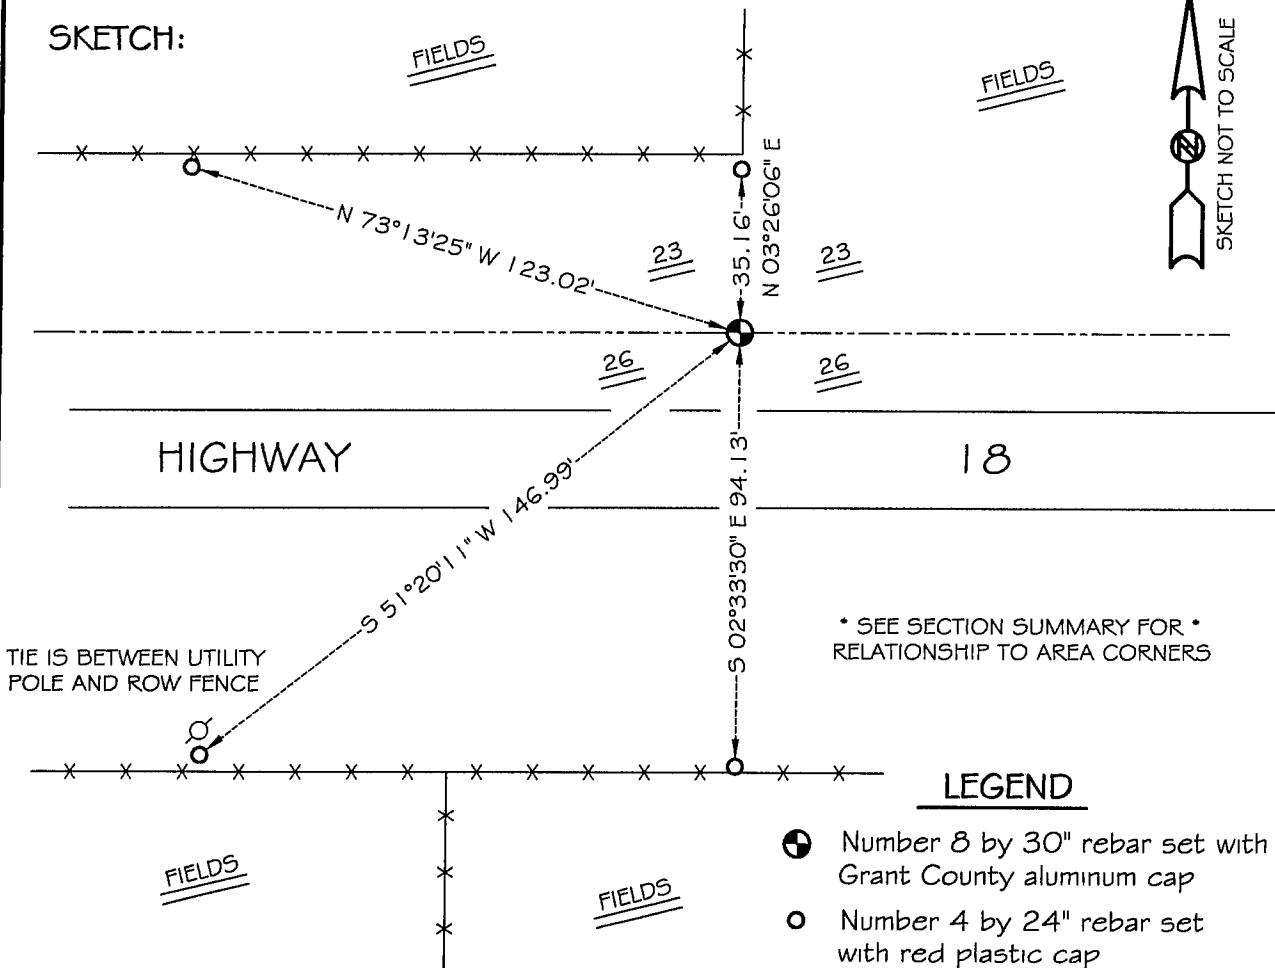 SKETCH:
FIELDS
FIELDS
N
SKETCH NOT TO SCALE
N 73°13'25" W 123.02'
35.16'
N 03°26'06" E
23
23
26
26
HIGHWAY
18
S 51°20'11" W 146.99'
S 02°33'30" E 94.13'
TIE IS BETWEEN UTILITY
POLE AND ROW FENCE
* SEE SECTION SUMMARY FOR *
RELATIONSHIP TO AREA CORNERS
LEGEND
Number 8 by 30" rebar set with
Grant County aluminum cap
Number 4 by 24" rebar set
with red plastic cap
FIELDS
FIELDS